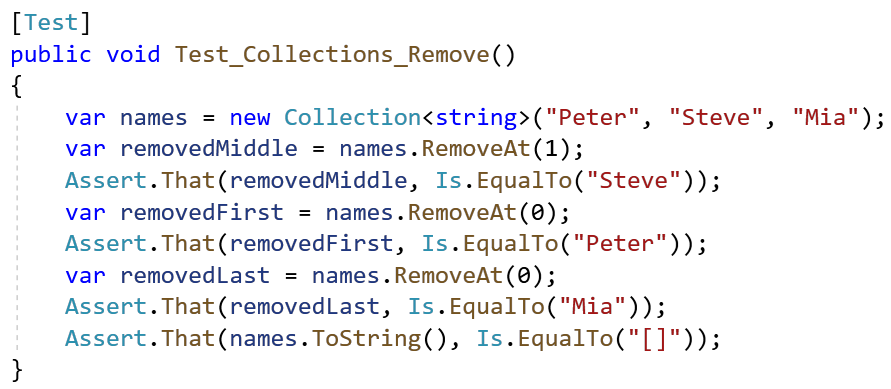 [Test]
public void Test_Collections_Remove()
{
    var names = new Collection<string>("Peter", "Steve", "Mia");
    var removedMiddle = names.RemoveAt(1);
    Assert.That(removedMiddle, Is.EqualTo("Steve"));
    var removedFirst = names.RemoveAt(0);
    Assert.That(removedFirst, Is.EqualTo("Peter"));
    var removedLast = names.RemoveAt(0);
    Assert.That(removedLast, Is.EqualTo("Mia"));
    Assert.That(names.ToString(), Is.EqualTo("[]"));
}